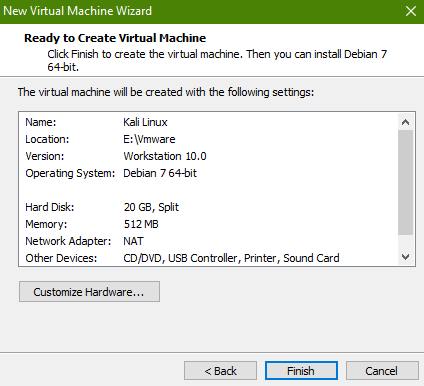 New Virtual Machine Wizard
Ready to Create Virtual Machine
Click Finish to create the virtual machine. Then you can install Debian 7
64-bit.
The virtual machine will be created with the following settings:
Name: Kali Linux
Location: E:\Vmware
Version: Workstation 10.0
Operating System: Debian 7 64-bit
Hard Disk: 20 GB, Split
Memory: 512 MB
Network Adapter: NAT
Other Devices: CD/DVD, USB Controller, Printer, Sound Card
Customize Hardware...
< Back Finish Cancel